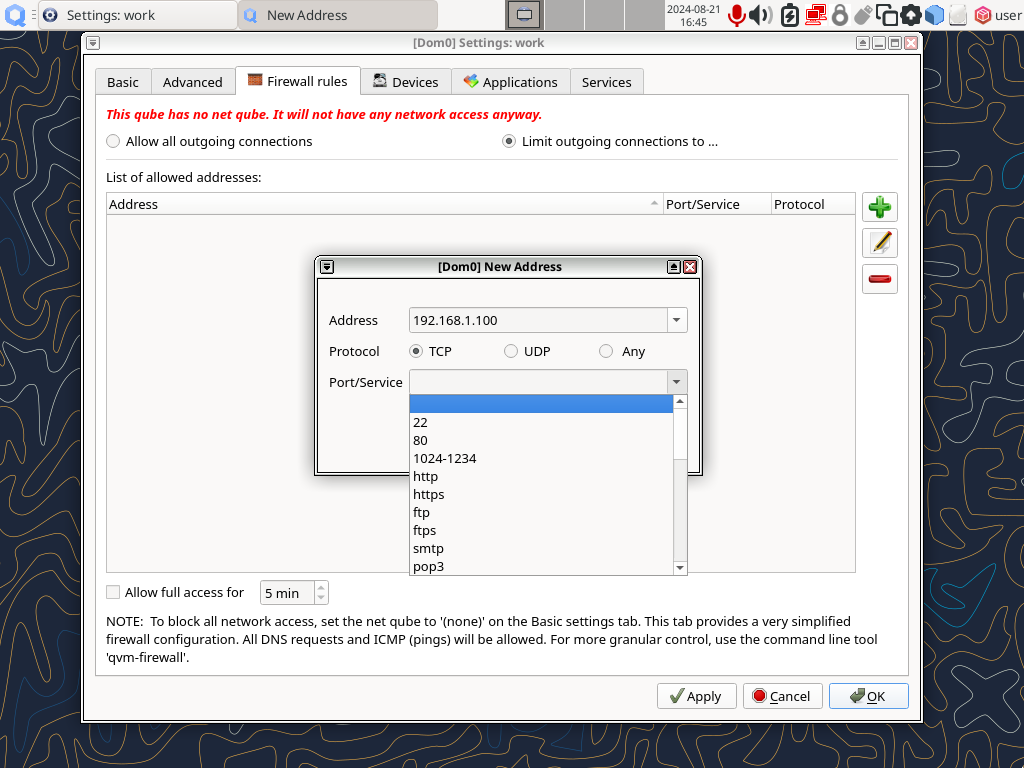 Settings: work
New Address
2024-08-21
16:45
user
[Dom0] Settings: work
Basic
Advanced
Firewall rules
Devices
Applications
Services
This qube has no net qube. It will not have any network access anyway.
Allow all outgoing connections
Limit outgoing connections to ...
List of allowed addresses:
Address
Port/Service
Protocol
[Dom0] New Address
Address
192.168.1.100
Protocol
TCP
UDP
Any
Port/Service
22
80
1024-1234
http
https
ftp
ftps
smtp
pop3
Allow full access for
5 min
NOTE:  To block all network access, set the net qube to '(none)' on the Basic settings tab. This tab provides a very simplified
firewall configuration. All DNS requests and ICMP (pings) will be allowed. For more granular control, use the command line tool
'qvm-firewall'.
Apply
Cancel
OK